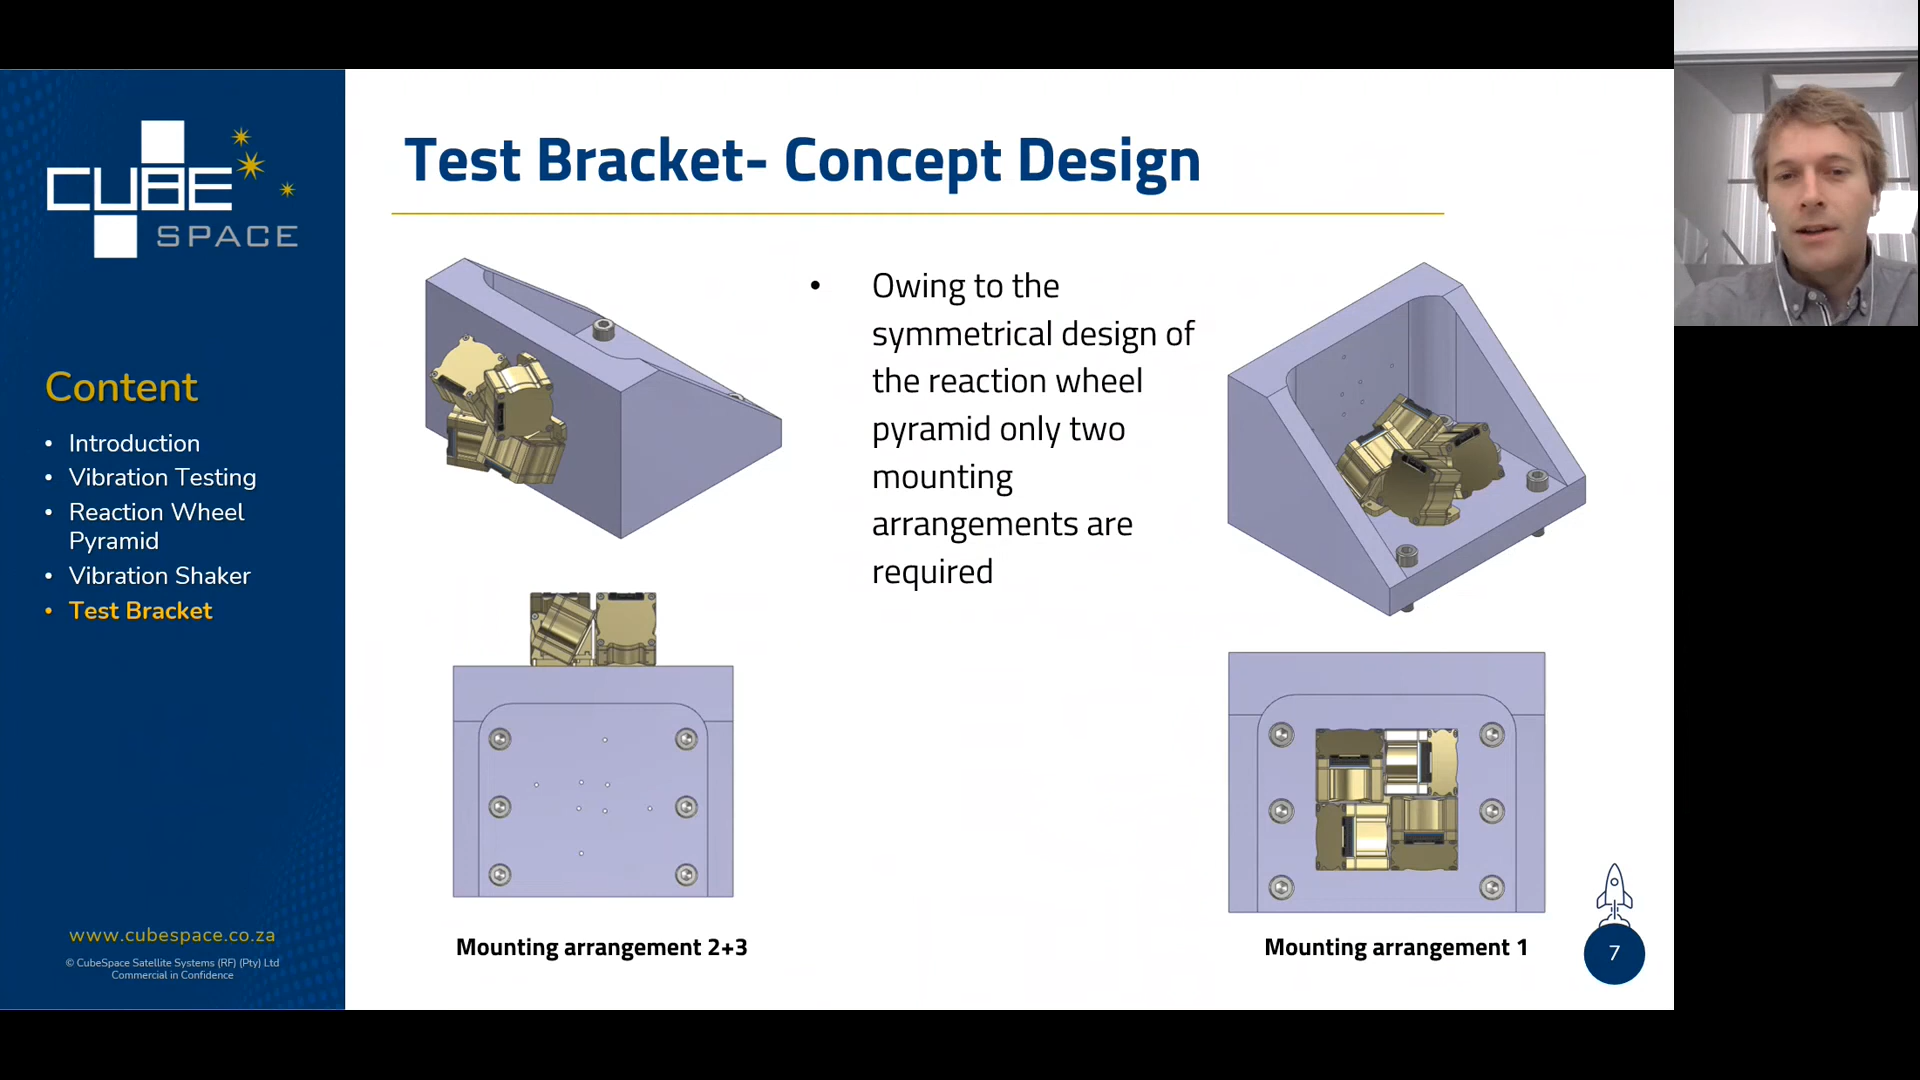 CUBE
SPACE
Content
• Introduction
• Vibration Testing
• Reaction Wheel
Pyramid
• Vibration Shaker
• Test Bracket
www.cubespace.co.za
© CubeSpace Satellite Systems (RF) (Pty) Ltd
Commercial in Confidence
Test Bracket- Concept Design
• Owing to the
symmetrical design of
the reaction wheel
pyramid only two
mounting
arrangements are
required
Mounting arrangement 2+3
Mounting arrangement 1
7